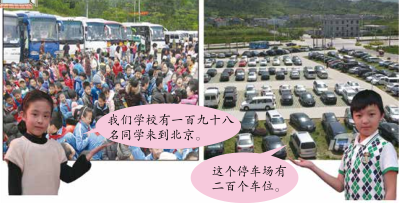 我们学校有一百九十八
名同学来到北京。
这个停车场有
二百个车位。